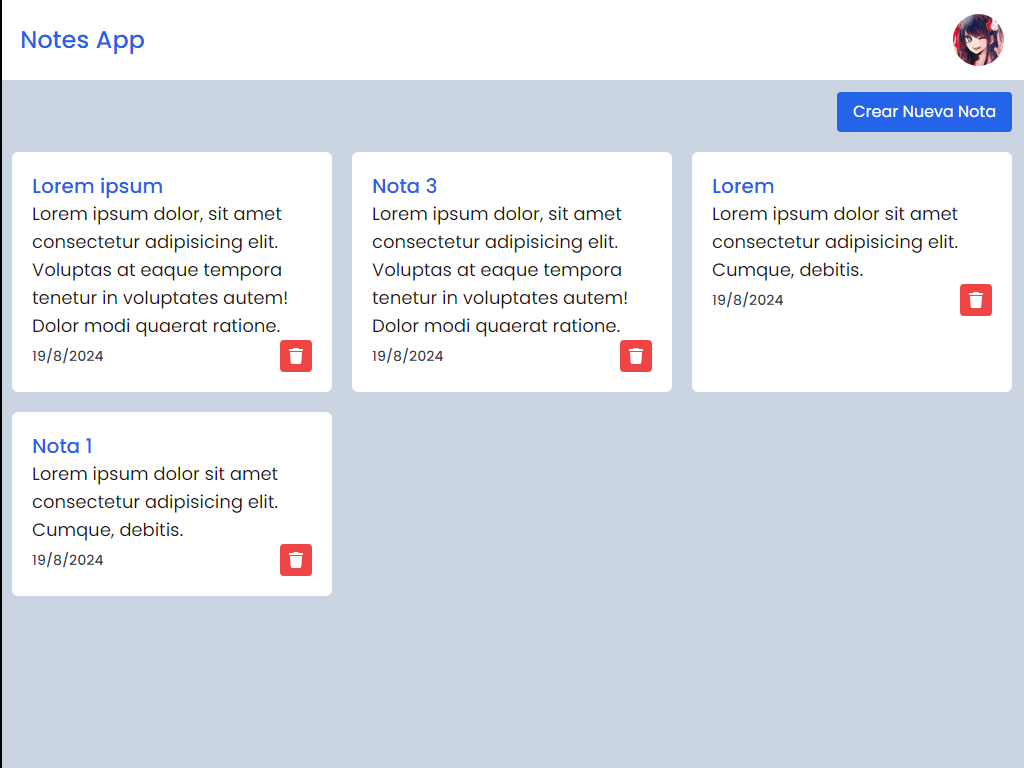 Notes App
Crear Nueva Nota
Lorem ipsum
Lorem ipsum dolor, sit amet
consectetur adipisicing elit.
Voluptas at eaque tempora
tenetur in voluptates autem!
Dolor modi quaerat ratione.
19/8/2024
Nota 3
Lorem ipsum dolor, sit amet
consectetur adipisicing elit.
Voluptas at eaque tempora
tenetur in voluptates autem!
Dolor modi quaerat ratione.
19/8/2024
Lorem
Lorem ipsum dolor sit amet
consectetur adipisicing elit.
Cumque, debitis.
19/8/2024
Nota 1
Lorem ipsum dolor sit amet
consectetur adipisicing elit.
Cumque, debitis.
19/8/2024